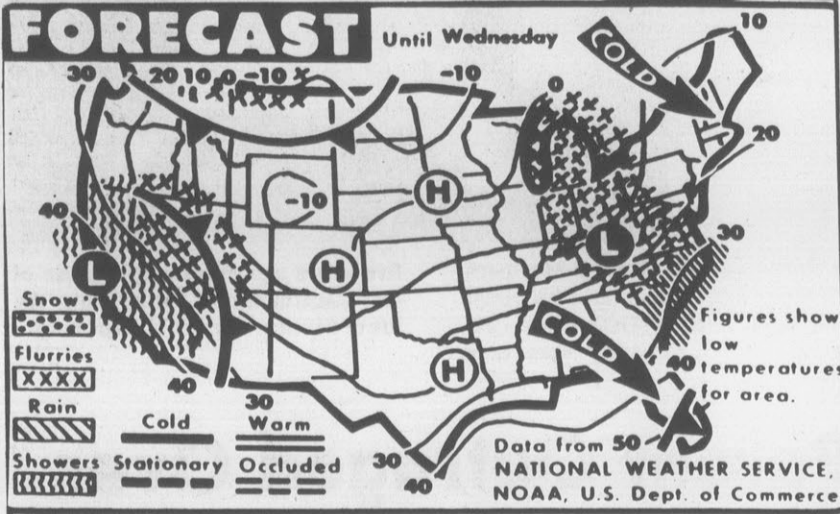 FORECAST Until Wednesday
COLD
10
30 20 10 0 -10 -10 0
20
-10
H
40
30
L
H
L
Snow
COLD
Figures show
low
temperatures
for area.
Flurries
XXXX
H
40
40
Rain
30
Cold Warm
Showers Stationary Occluded
50
30
40
Data from
NATIONAL WEATHER SERVICE,
NOAA, U.S. Dept. of Commerce